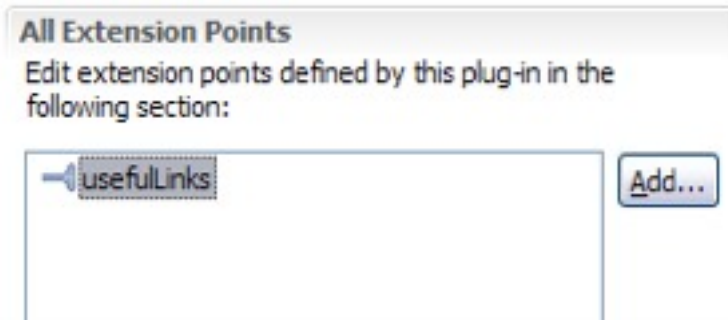 All Extension Points
Edit extension points defined by this plug-in in the
following section:
usefulLinks
Add...